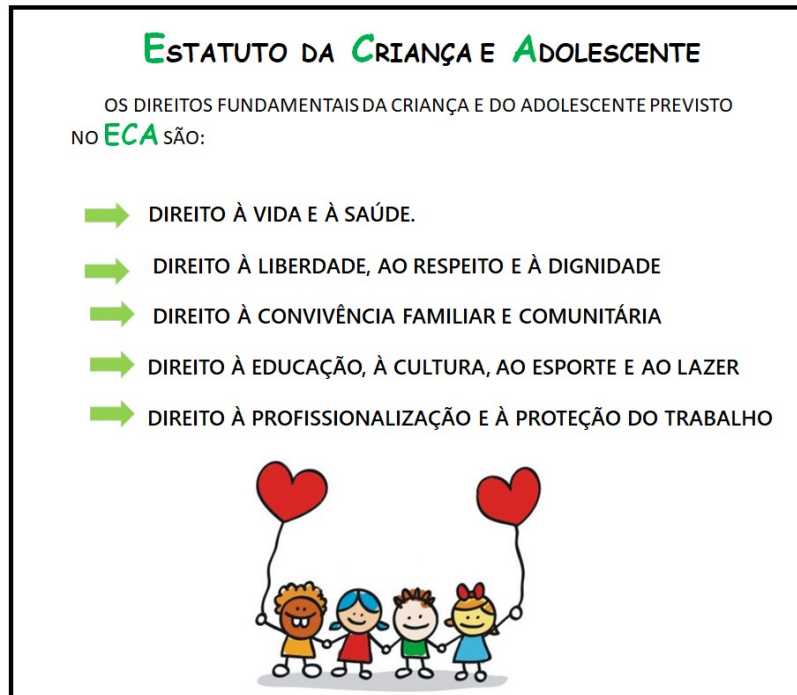 ESTATUTO DA CRIANÇA E ADOLESCENTE
OS DIREITOS FUNDAMENTAIS DA CRIANÇA E DO ADOLESCENTE PREVISTO
NO ECA SÃO:
DIREITO À VIDA E À SAÚDE.
DIREITO À LIBERDADE, AO RESPEITO E À DIGNIDADE
DIREITO À CONVIVÊNCIA FAMILIAR E COMUNITÁRIA
DIREITO À EDUCAÇÃO, À CULTURA, AO ESPORTE E AO LAZER
DIREITO À PROFISSIONALIZAÇÃO E À PROTEÇÃO DO TRABALHO